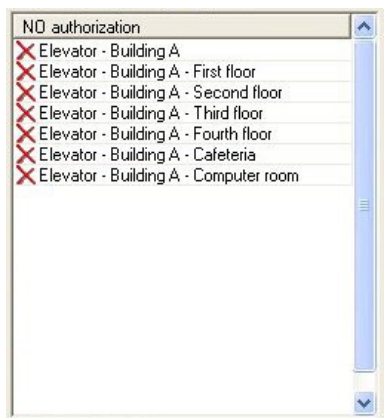 NO authorization
Elevator - Building A
Elevator - Building A - First floor
Elevator - Building A - Second floor
Elevator - Building A - Third floor
Elevator - Building A - Fourth floor
Elevator - Building A - Cafeteria
Elevator - Building A - Computer room